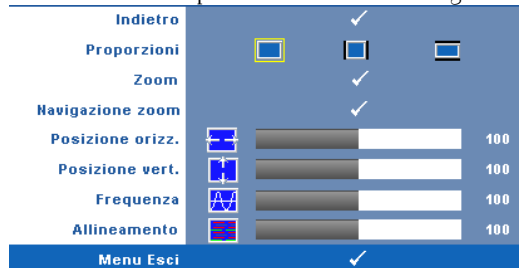 Indietro
Proporzioni
Zoom
Navigazione zoom
Posizione orizz. 100
Posizione vert. 100
Frequenza 100
Allineamento 100
Menu Esci